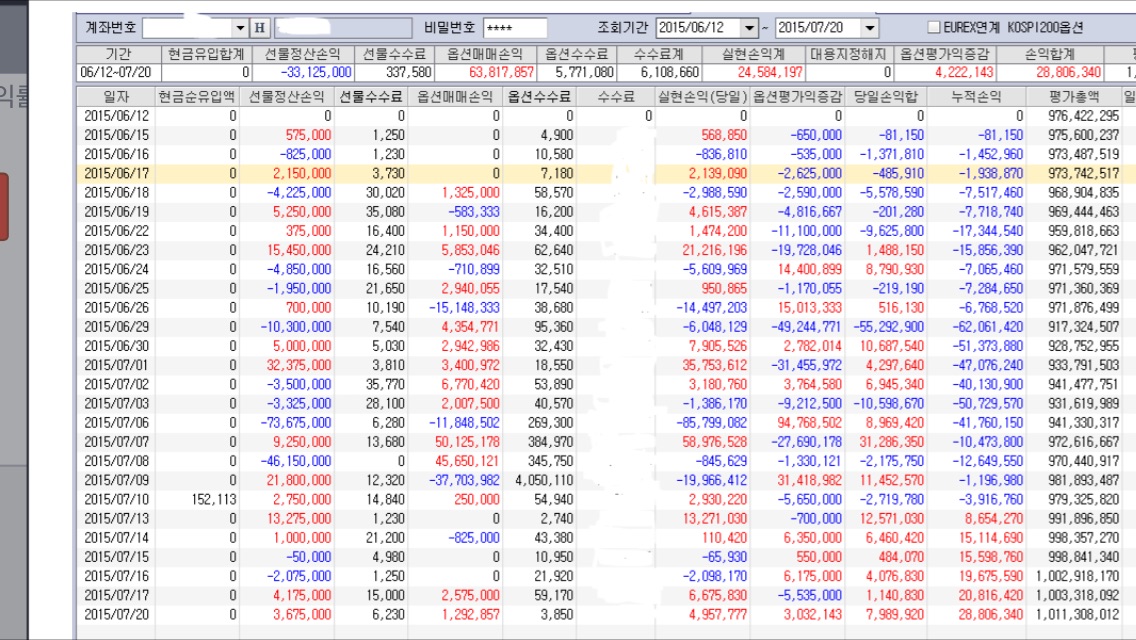 계좌번호 H 비밀번호 **** 조회기간 2015/06/12 ~ 2015/07/20 EUREX연계 KOSPI200옵션
기간 현금유입합계 선물정산손익 선물수수료 옵션매매손익 옵션수수료 수수료계 실현손익계 대용지정해지 옵션평가익증감 손익합계
06/12~07/20 0 -33,125,000 337,580 63,817,857 5,771,080 6,108,660 24,584,197 0 4,222,143 28,806,340 1,
익률
일자 현금순유입액 선물정산손익 선물수수료 옵션매매손익 옵션수수료 수수료 실현손익(당일) 옵션평가익증감 당일손익합 누적손익 평가총액 일
2015/06/12 0 0 0 0 0 0 0 0 0 0 976,422,295
2015/06/15 0 575,000 1,250 0 4,900 568,850 -650,000 -81,150 -81,150 975,600,237
2015/06/16 0 -825,000 1,230 0 10,580 -836,810 -535,000 -1,371,810 -1,452,960 973,487,519
2015/06/17 0 2,150,000 3,730 0 7,180 2,139,090 -2,625,000 -485,910 -1,938,870 973,742,517
2015/06/18 0 -4,225,000 30,020 1,325,000 58,570 -2,988,590 -2,590,000 -5,578,590 -7,517,460 968,904,835
2015/06/19 0 5,250,000 35,080 -583,333 16,200 4,615,387 -4,816,667 -201,280 -7,718,740 969,444,463
2015/06/22 0 375,000 16,400 1,150,000 34,400 1,474,200 -11,100,000 -9,625,800 -17,344,540 959,818,663
2015/06/23 0 15,450,000 24,210 5,853,046 62,640 21,216,196 -19,728,046 1,488,150 -15,856,390 962,047,721
2015/06/24 0 -4,850,000 16,560 -710,899 32,510 -5,609,969 14,400,899 8,790,930 -7,065,460 971,579,559
2015/06/25 0 -1,950,000 21,650 2,940,055 17,540 950,865 -1,170,055 -219,190 -7,284,650 971,360,369
2015/06/26 0 700,000 10,190 -15,148,333 38,680 -14,497,203 15,013,333 516,130 -6,768,520 971,876,499
2015/06/29 0 -10,300,000 7,540 4,354,771 95,360 -6,048,129 -49,244,771 -55,292,900 -62,061,420 917,324,507
2015/06/30 0 5,000,000 5,030 2,942,986 32,430 7,905,526 2,782,014 10,687,540 -51,373,880 928,752,955
2015/07/01 0 32,375,000 3,810 3,400,972 18,550 35,753,612 -31,455,972 4,297,640 -47,076,240 933,791,503
2015/07/02 0 -3,500,000 35,770 6,770,420 53,890 3,180,760 3,764,580 6,945,340 -40,130,900 941,477,751
2015/07/03 0 -3,325,000 28,100 2,007,500 40,570 -1,386,170 -9,212,500 -10,598,670 -50,729,570 931,619,989
2015/07/06 0 -73,675,000 6,280 -11,848,502 269,300 -85,799,082 94,768,502 8,969,420 -41,760,150 941,330,317
2015/07/07 0 9,250,000 13,680 50,125,178 384,970 58,976,528 -27,690,178 31,286,350 -10,473,800 972,616,667
2015/07/08 0 -46,150,000 0 45,650,121 345,750 -845,629 -1,330,121 -2,175,750 -12,649,550 970,440,917
2015/07/09 0 21,800,000 12,320 -37,703,982 4,050,110 -19,966,412 31,418,982 11,452,570 -1,196,980 981,893,487
2015/07/10 152,113 2,750,000 14,840 250,000 54,940 2,930,220 -5,650,000 -2,719,780 -3,916,760 979,325,820
2015/07/13 0 13,275,000 1,230 0 2,740 13,271,030 -700,000 12,571,030 8,654,270 991,896,850
2015/07/14 0 1,000,000 21,200 -825,000 43,380 110,420 6,350,000 6,460,420 15,114,690 998,357,270
2015/07/15 0 -50,000 4,980 0 10,950 -65,930 550,000 484,070 15,598,760 998,841,340
2015/07/16 0 -2,075,000 1,250 0 21,920 -2,098,170 6,175,000 4,076,830 19,675,590 1,002,918,170
2015/07/17 0 4,175,000 15,000 2,575,000 59,170 6,675,830 -5,535,000 1,140,830 20,816,420 1,003,318,092
2015/07/20 0 3,675,000 6,230 1,292,857 3,850 4,957,777 3,032,143 7,989,920 28,806,340 1,011,308,012